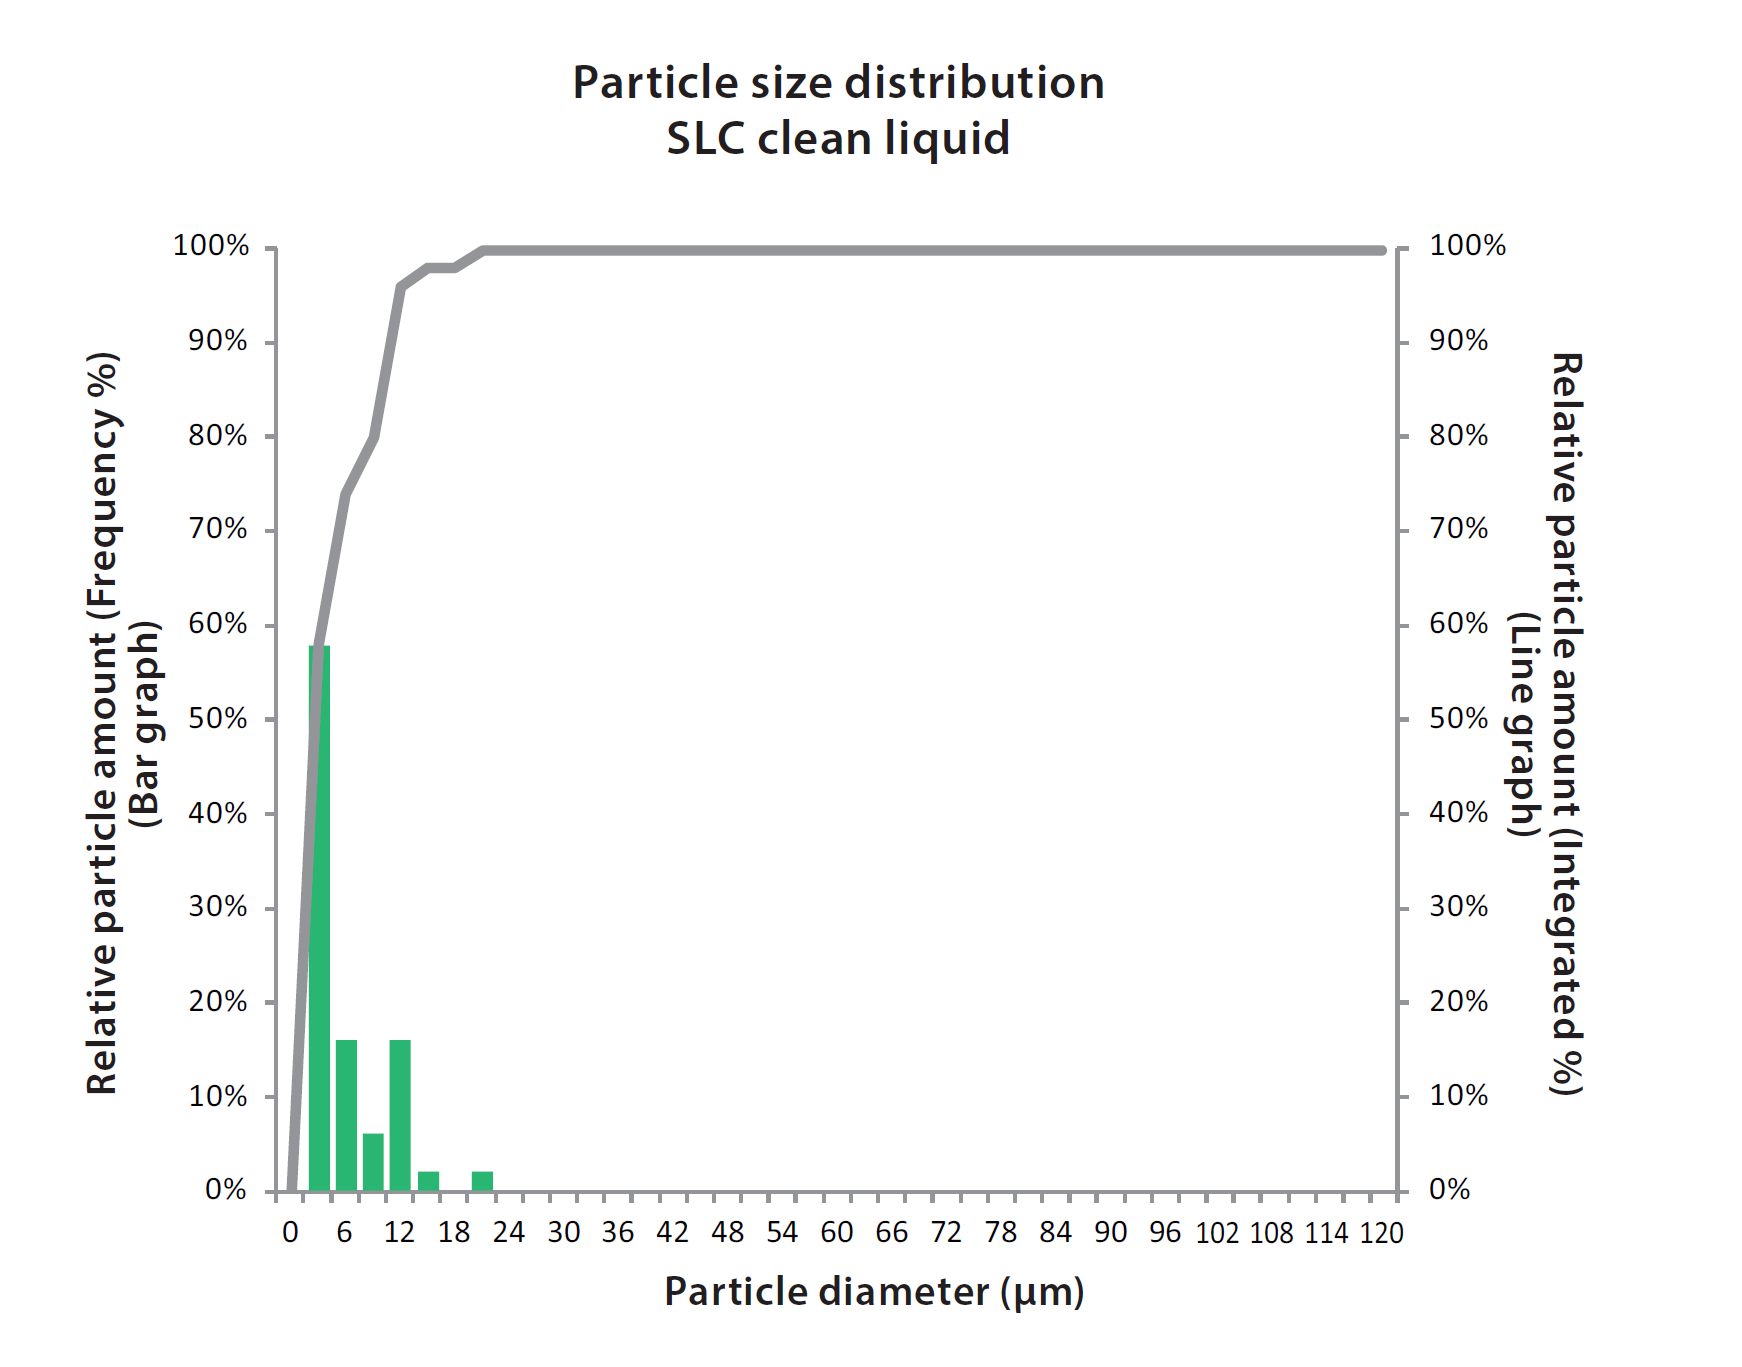 Particle size distribution
SLC clean liquid
Relative particle amount (Frequency %)
(Bar graph)
100%
90%
80%
70%
60%
50%
40%
30%
20%
10%
0%
100%
90%
80%
70%
60%
50%
40%
30%
20%
10%
0%
Relative particle amount (Integrated %)
(Line graph)
0 6 12 18 24 30 36 42 48 54 60 66 72 78 84 90 96 102 108 114 120
Particle diameter (µm)